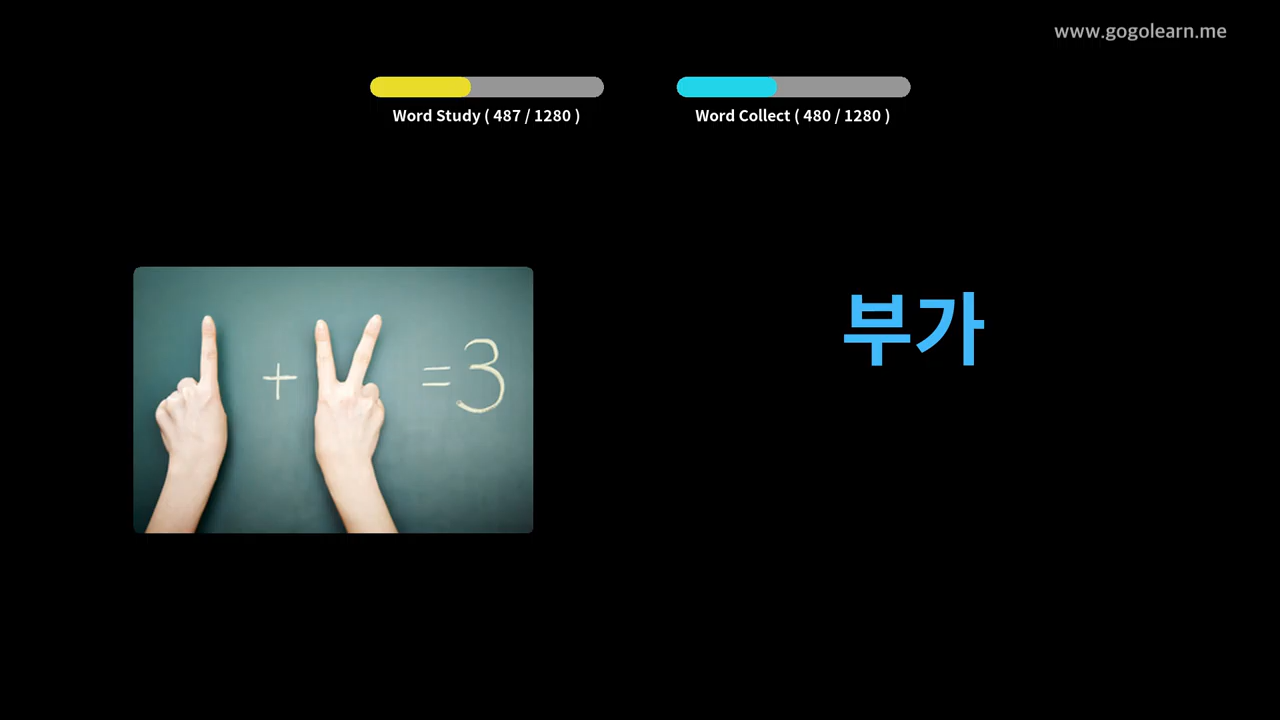 www.gogolearn.me
Word Study ( 487 / 1280 )
Word Collect ( 480 / 1280 )
+ = 3
부가